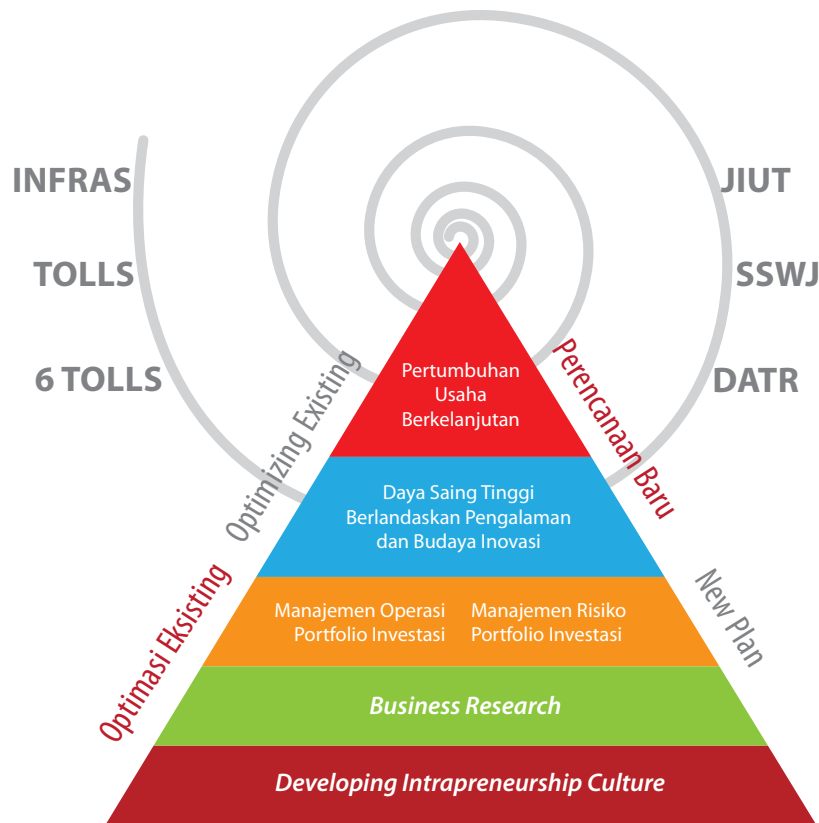 INFRAS
JIUT
TOLLS
SSWJ
6 TOLLS
DATR
Optimizing Existing
Optimasi Eksisting
Perencanaan Baru
New Plan
Pertumbuhan
Usaha
Berkelanjutan
Daya Saing Tinggi
Berlandaskan Pengalaman
dan Budaya Inovasi
Manajemen Operasi
Portfolio Investasi
Manajemen Risiko
Portfolio Investasi
Business Research
Developing Intrapreneurship Culture